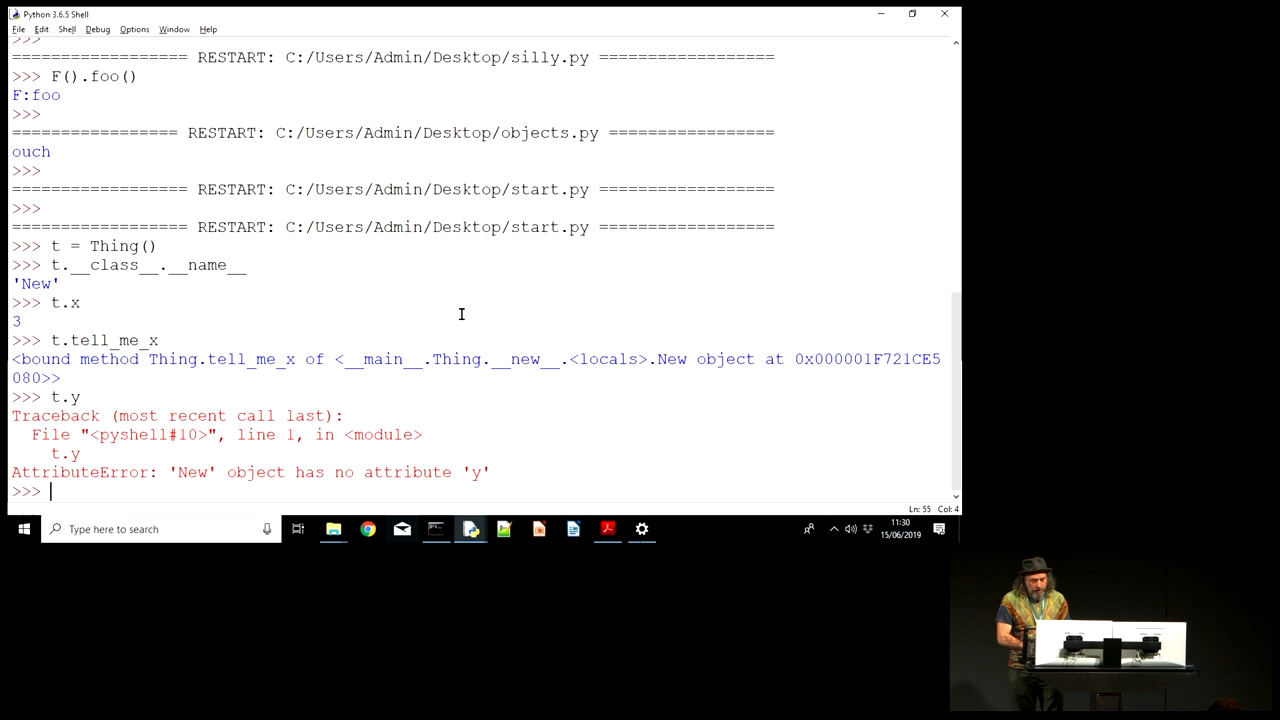 Python 3.6.5 Shell
File Edit Shell Debug Options Window Help
>>>
================== RESTART: C:/Users/Admin/Desktop/silly.py ==================
>>> F().foo()
F:foo
>>>
================= RESTART: C:/Users/Admin/Desktop/objects.py =================
ouch
>>>
================== RESTART: C:/Users/Admin/Desktop/start.py ==================
>>>
================== RESTART: C:/Users/Admin/Desktop/start.py ==================
>>> t = Thing()
>>> t.__class__.__name__
'New'
>>> t.x
3
>>> t.tell_me_x
<bound method Thing.tell_me_x of <__main__.Thing.__new__.<locals>.New object at 0x000001F721CE5
080>>
>>> t.y
Traceback (most recent call last):
File "<pyshell#10>", line 1, in <module>
t.y
AttributeError: 'New' object has no attribute 'y'
>>>
Ln: 55 Col: 4
Type here to search
11:30
15/06/2019